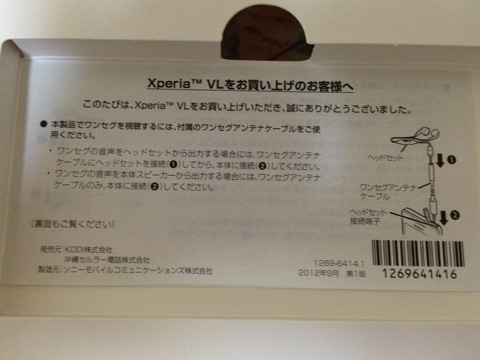 Xperia™ VLをお買い上げのお客様へ
このたびは、Xperia™ VLをお買い上げいただき、誠にありがとうございました。
● 本製品でワンセグを視聴するには、付属のワンセグアンテナケーブルをご使
用ください。
・ワンセグの音声をヘッドセットから出力する場合には、ワンセグアンテナ
ケーブルにヘッドセットを接続(❶)してから、本体に接続(❷)してください。
・ワンセグの音声を本体スピーカーから出力する場合には、ワンセグアンテナ
ケーブルのみ、本体に接続(❷)してください。
ヘッドセット
❶
ワンセグアンテナ
ケーブル
ヘッドセット
接続端子
❷
(裏面もご覧ください)
発売元:KDDI株式会社
沖縄セルラー電話株式会社
製造元:ソニーモバイルコミュニケーションズ株式会社
1269-6414.1
2012年9月 第1版
1269641416